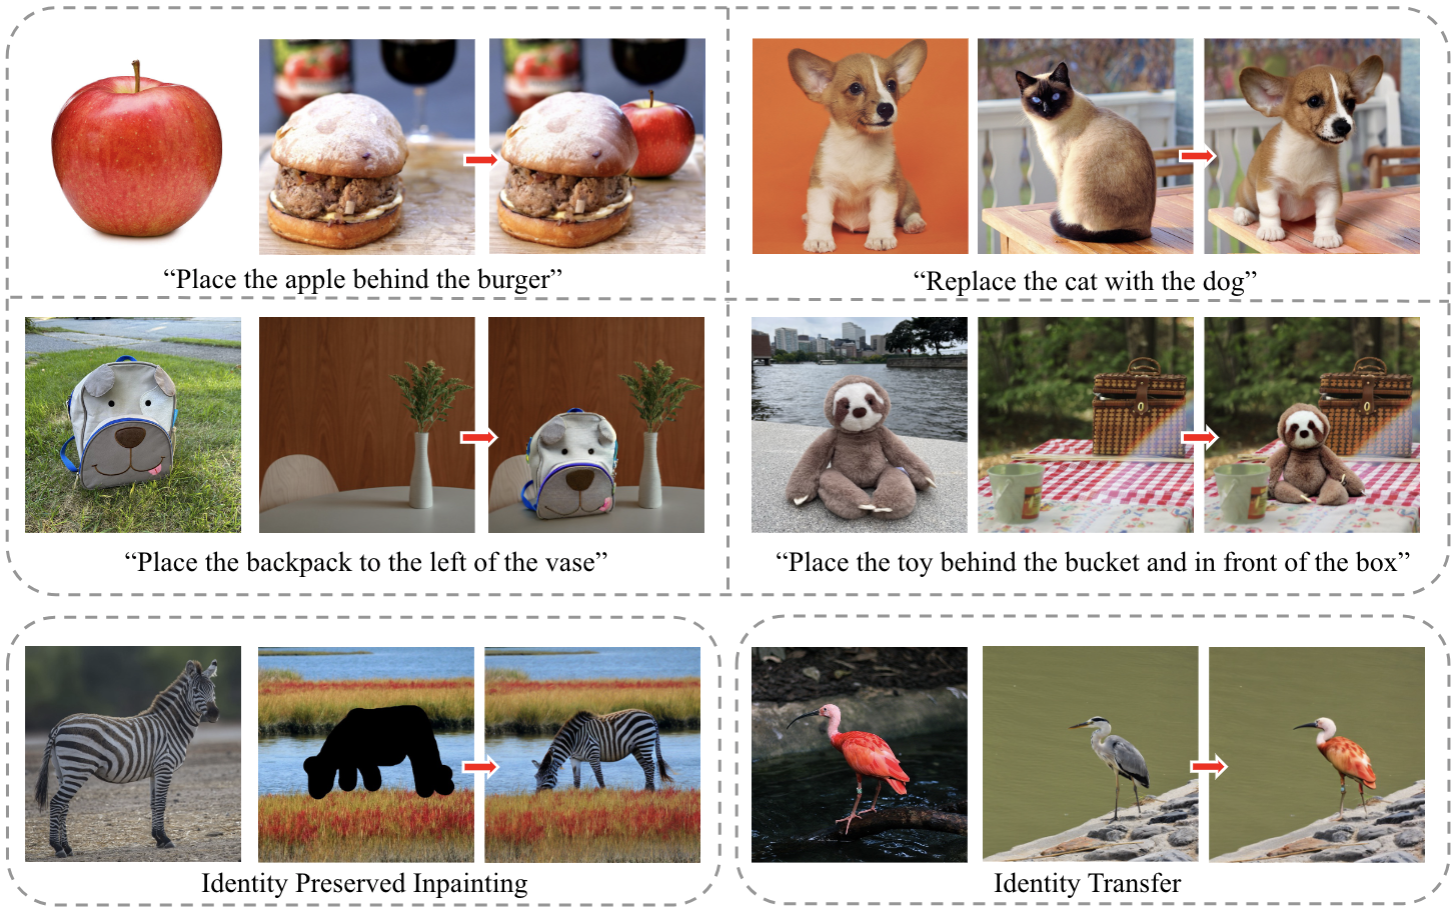 “Place the apple behind the burger”
“Replace the cat with the dog”
“Place the backpack to the left of the vase”
“Place the toy behind the bucket and in front of the box”
Identity Preserved Inpainting
Identity Transfer